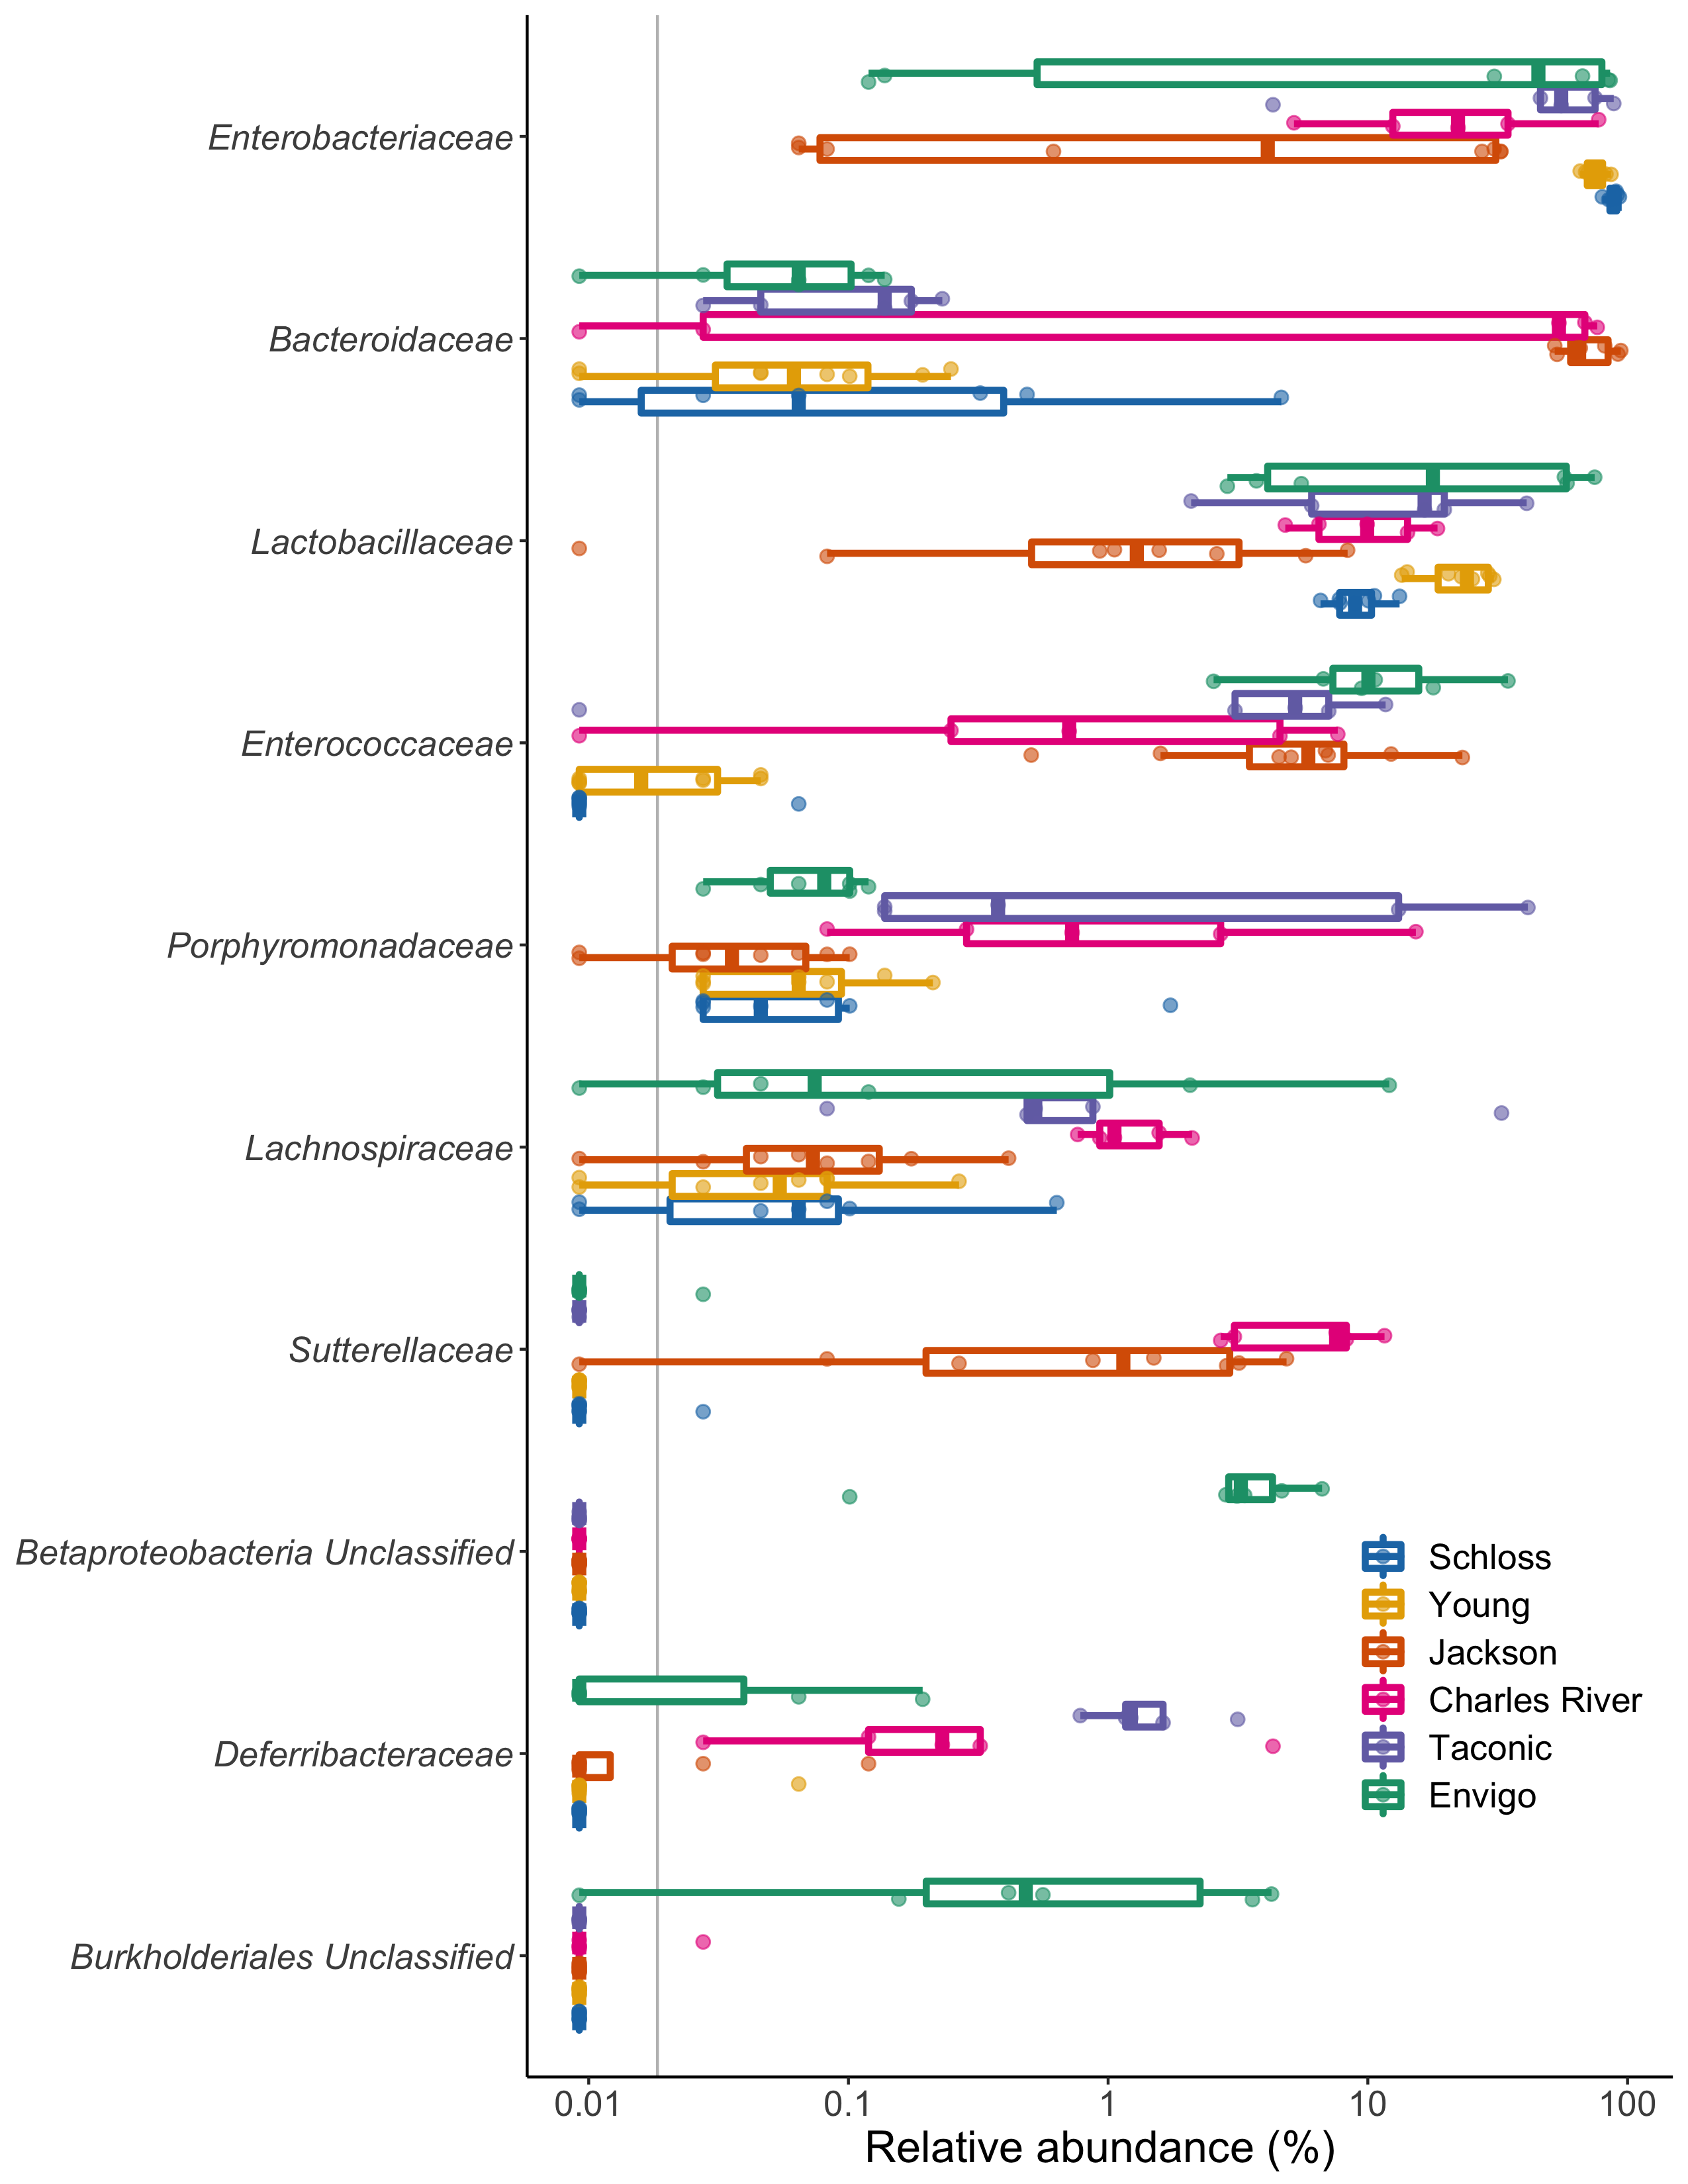 Enterobacteriaceae
Bacteroidaceae
Lactobacillaceae
Enterococcaceae
Porphyromonadaceae
Lachnospiraceae
Sutterellaceae
Betaproteobacteria Unclassified
Deferribacteraceae
Burkholderiales Unclassified
Schloss
Young
Jackson
Charles River
Taconic
Envigo
0.01 0.1 1 10 100
Relative abundance (%)